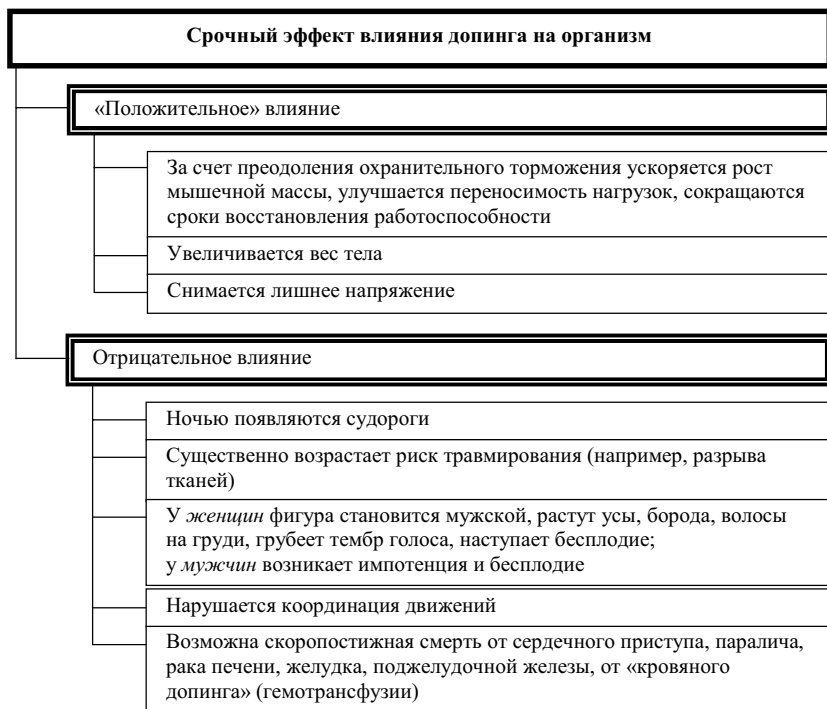 Срочный эффект влияния допинга на организм
«Положительное» влияние
За счет преодоления охранительного торможения ускоряется рост
мышечной массы, улучшается переносимость нагрузок, сокращаются
сроки восстановления работоспособности
Увеличивается вес тела
Снимается лишнее напряжение
Отрицательное влияние
Ночью появляются судороги
Существенно возрастает риск травмирования (например, разрыва
тканей)
У женщин фигура становится мужской, растут усы, борода, волосы
на груди, грубеет тембр голоса, наступает бесплодие;
у мужчин возникает импотенция и бесплодие
Нарушается координация движений
Возможна скоропостижная смерть от сердечного приступа, паралича,
рака печени, желудка, поджелудочной железы, от «кровяного
допинга» (гемотрансфузии)